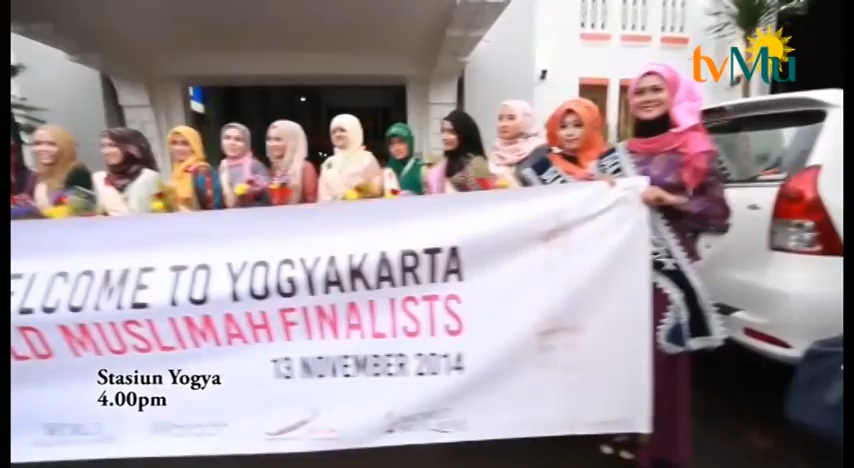 tvMu
ELCOME TO YOGYAKARTA
LD MUSLIMAH FINALISTS
13 NOVEMBER 2014
Stasiun Yogya
4.00pm